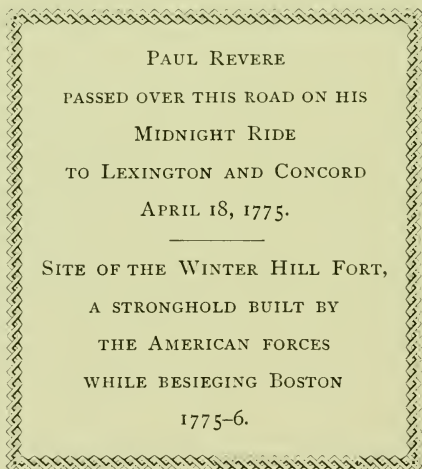 Paul Revere
passed over this road on his
Midnight Ride
to Lexington and Concord
April 18, 1775.
Site of the Winter Hill Fort,
a stronghold built by
the American forces
while besieging Boston
1775-6.